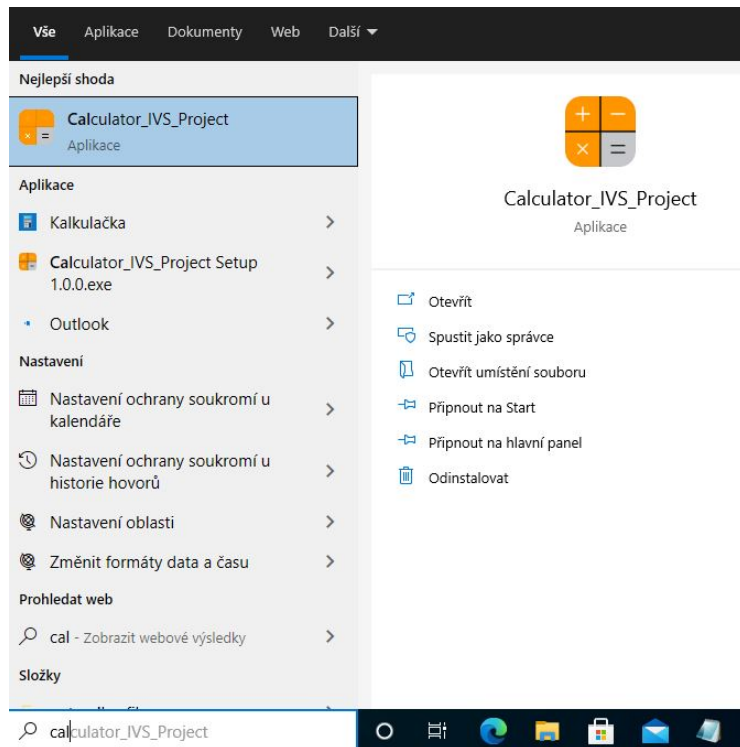 Vše Aplikace Dokumenty Web Další
Nejlepší shoda
Calculator_IVS_Project
Aplikace
Aplikace
Kalkulačka
Calculator_IVS_Project Setup
1.0.0.exe
Outlook
Nastavení
Nastavení ochrany soukromí u
kalendáře
Nastavení ochrany soukromí u
historie hovorů
Nastavení oblasti
Změnit formáty data a času
Prohledat web
cal - Zobrazit webové výsledky
Složky
calculator_IVS_Project
Calculator_IVS_Project
Aplikace
Otevřít
Spustit jako správce
Otevřít umístění souboru
Připnout na Start
Připnout na hlavní panel
Odinstalovat